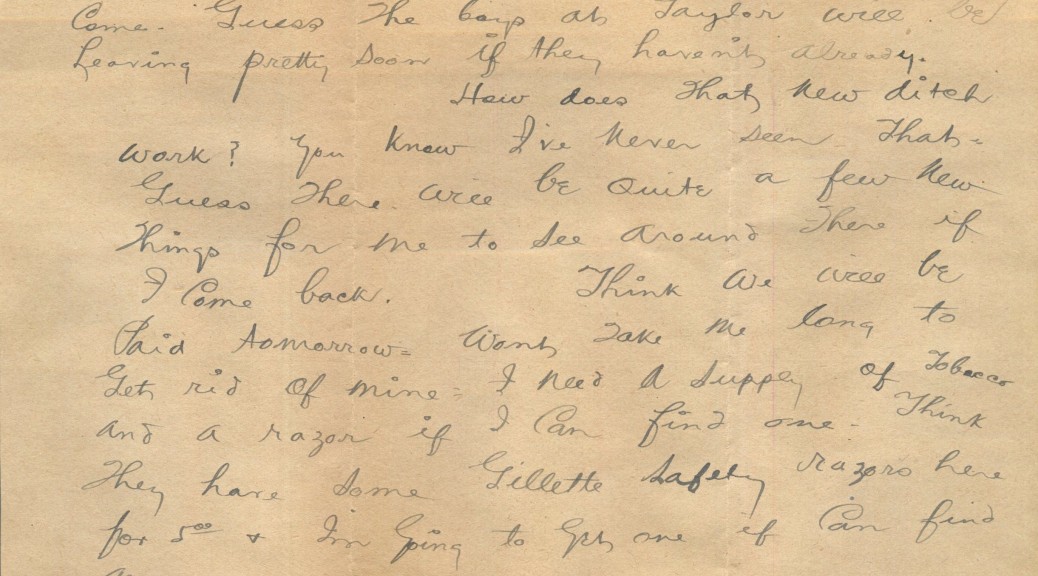 Come. Guess the boys at Taylor will be
leaving pretty soon if they havent already.
How does that new ditch
work? You know I've never seen that-
Guess there will be quite a few new
things for me to see around there if
I come back. Think we will be
Paid tomorrow= Wont take me long to
Get rid of mine= I need a supply of Tobacco
and a razor if I can find one- Think
they have some Gillette safety razors here
for 5⁰⁰ & I'm going to get one if can find